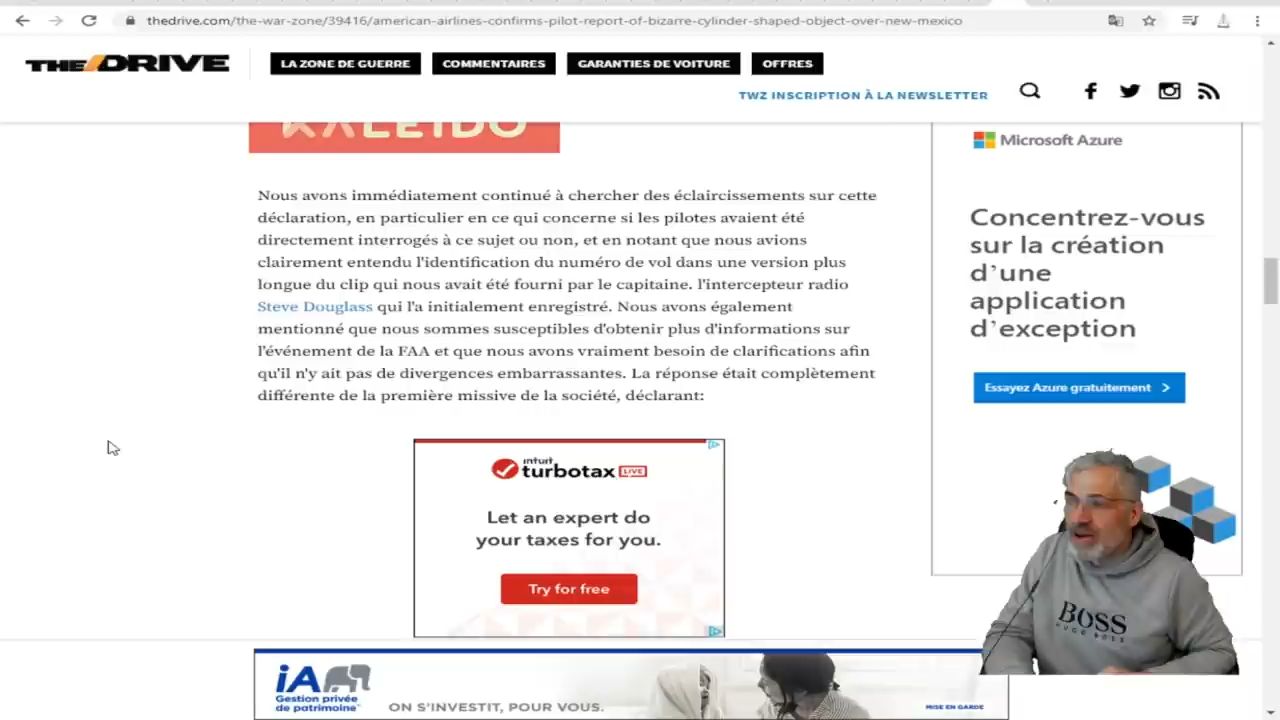 thedrive.com/the-war-zone/39416/american-airlines-confirms-pilot-report-of-bizarre-cylinder-shaped-object-over-new-mexico
THE DRIVE
LA ZONE DE GUERRE
COMMENTAIRES
GARANTIES DE VOITURE
OFFRES
TWZ INSCRIPTION À LA NEWSLETTER
KALEIDO
Nous avons immédiatement continué à chercher des éclaircissements sur cette
déclaration, en particulier en ce qui concerne si les pilotes avaient été
directement interrogés à ce sujet ou non, et en notant que nous avions
clairement entendu l'identification du numéro de vol dans une version plus
longue du clip qui nous avait été fourni par le capitaine. l'intercepteur radio
Steve Douglass qui l'a initialement enregistré. Nous avons également
mentionné que nous sommes susceptibles d'obtenir plus d'informations sur
l'événement de la FAA et que nous avons vraiment besoin de clarifications afin
qu'il n'y ait pas de divergences embarrassantes. La réponse était complètement
différente de la première missive de la société, déclarant:
intuit
turbotax LIVE
Let an expert do
your taxes for you.
Try for free
Microsoft Azure
Concentrez-vous
sur la création
d'une
application
d'exception
Essayez Azure gratuitement >
BOSS
HUGO BOSS
iA
Gestion privée
de patrimoine
ON S'INVESTIT, POUR VOUS.
MISE EN GARDE